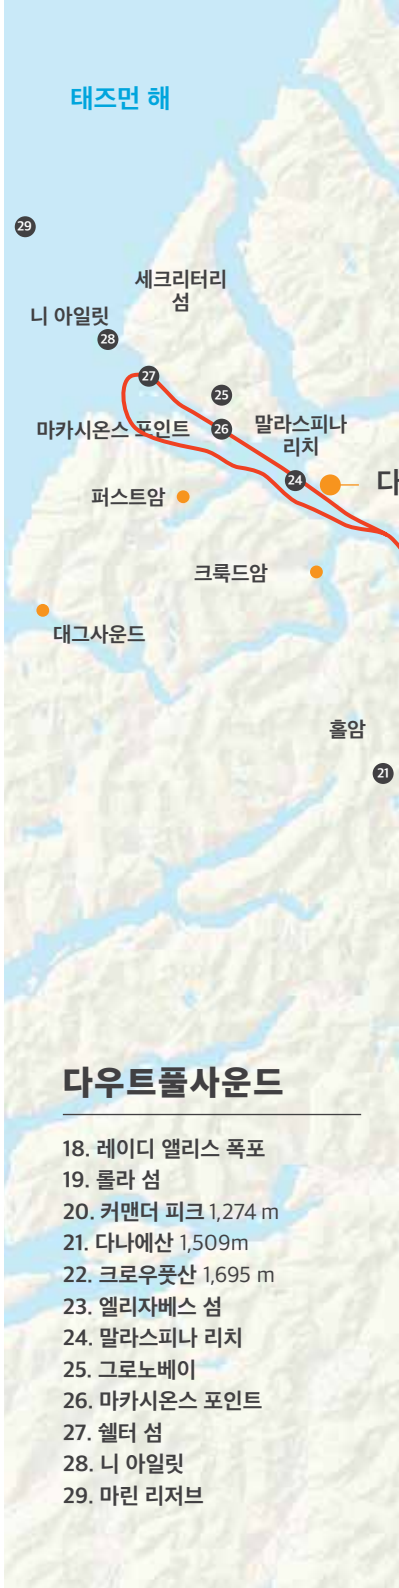 태즈먼 해
29
세크리터리
섬
니 아일릿
28
27
25
마카시온스 포인트
26
말라스피나
리치
24
다
퍼스트암
크룩드암
대그사운드
홀암
21
다우트풀사운드
18. 레이디 앨리스 폭포
19. 롤라 섬
20. 커맨더 피크 1,274 m
21. 다나에산 1,509m
22. 크로우풋산 1,695 m
23. 엘리자베스 섬
24. 말라스피나 리치
25. 그로노베이
26. 마카시온스 포인트
27. 쉘터 섬
28. 니 아일릿
29. 마린 리저브